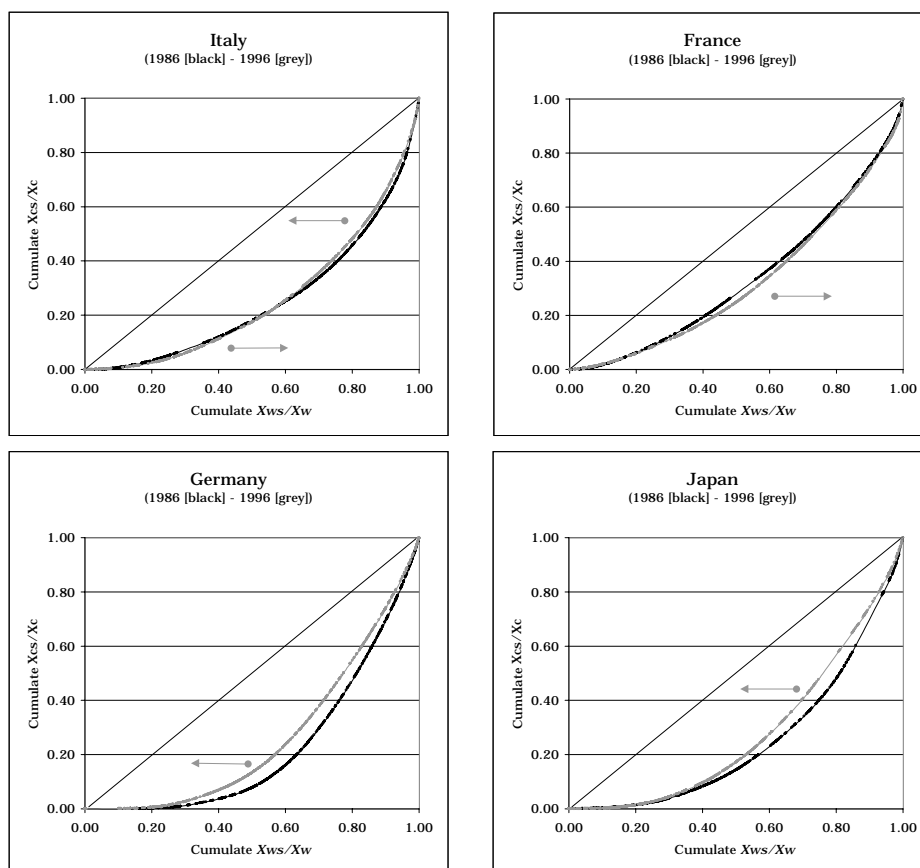 Italy
(1986 [black] - 1996 [grey])
Cumulate Xcs/Xc
1.00
0.80
0.60
0.40
0.20
0.00
0.00 0.20 0.40 0.60 0.80 1.00
Cumulate Xws/Xw
France
(1986 [black] - 1996 [grey])
Cumulate Xcs/Xc
1.00
0.80
0.60
0.40
0.20
0.00
0.00 0.20 0.40 0.60 0.80 1.00
Cumulate Xws/Xw
Germany
(1986 [black] - 1996 [grey])
Cumulate Xcs/Xc
1.00
0.80
0.60
0.40
0.20
0.00
0.00 0.20 0.40 0.60 0.80 1.00
Cumulate Xws/Xw
Japan
(1986 [black] - 1996 [grey])
Cumulate Xcs/Xc
1.00
0.80
0.60
0.40
0.20
0.00
0.00 0.20 0.40 0.60 0.80 1.00
Cumulate Xws/Xw